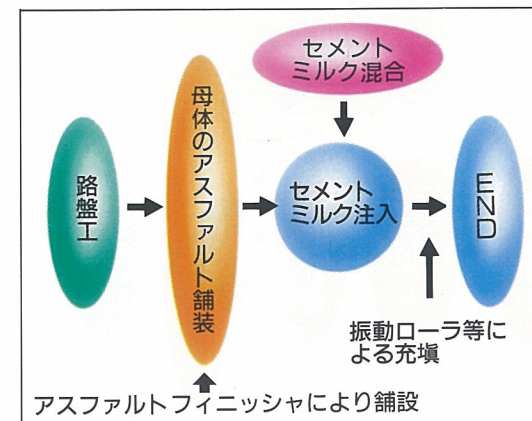 セメント
ミルク混合
路盤工
母体のアスファルト舗装
セメント
ミルク注入
END
振動ローラ等に
よる充塡
アスファルトフィニッシャにより舗設